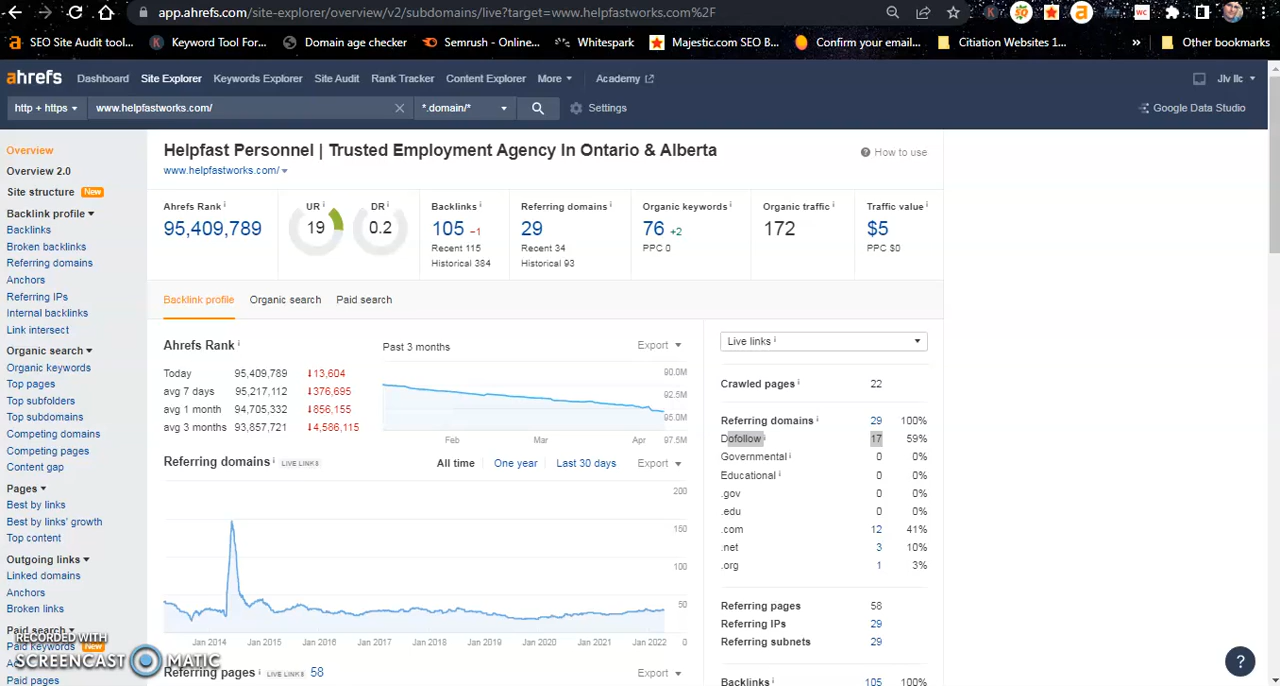 app.ahrefs.com/site-explorer/overview/v2/subdomains/live?target=www.helpfastworks.com%2F
SEO Site Audit tool... Keyword Tool For... Domain age checker Semrush - Online... Whitespark Majestic.com SEO B... Confirm your email,... Citiation Websites 1... » Other bookmarks
ahrefs Dashboard Site Explorer Keywords Explorer Site Audit Rank Tracker Content Explorer More Academy Jlv llc
http + https www.helpfastworks.com/ *.domain/* Settings Google Data Studio
Overview
Overview 2.0
Site structure New
Backlink profile
Backlinks
Broken backlinks
Referring domains
Anchors
Referring IPs
Internal backlinks
Link intersect
Organic search
Organic keywords
Top pages
Top subfolders
Top subdomains
Competing domains
Competing pages
Content gap
Pages
Best by links
Best by links' growth
Top content
Outgoing links
Linked domains
Anchors
Broken links
Paid search
Paid keywords New
Paid pages
RECORDED WITH
SCREENCAST MATIC
Helpfast Personnel | Trusted Employment Agency In Ontario & Alberta
How to use
www.helpfastworks.com/
Ahrefs Rank UR DR Backlinks Referring domains Organic keywords Organic traffic Traffic value
95,409,789 19 0.2 105 -1 29 76 +2 172 $5
Recent 115 Recent 34 PPC 0 PPC $0
Historical 384 Historical 93
Backlink profile Organic search Paid search
Ahrefs Rank Past 3 months Export
Today 95,409,789 ↓13,604
avg 7 days 95,217,112 ↓376,695
avg 1 month 94,705,332 ↓856,155
avg 3 months 93,857,721 ↓4,586,115
90.0M
92.5M
95.0M
97.5M
Feb Mar Apr
Referring domains LIVE LINKS All time One year Last 30 days Export
200
150
100
50
0
Jan 2014 Jan 2015 Jan 2016 Jan 2017 Jan 2018 Jan 2019 Jan 2020 Jan 2021 Jan 2022
Referring pages LIVE LINKS 58 Export
Live links
Crawled pages 22
Referring domains 29 100%
Dofollow 17 59%
Governmental 0 0%
Educational 0 0%
.gov 0 0%
.edu 0 0%
.com 12 41%
.net 3 10%
.org 1 3%
Referring pages 58
Referring IPs 29
Referring subnets 29
Backlinks 105 100%
?